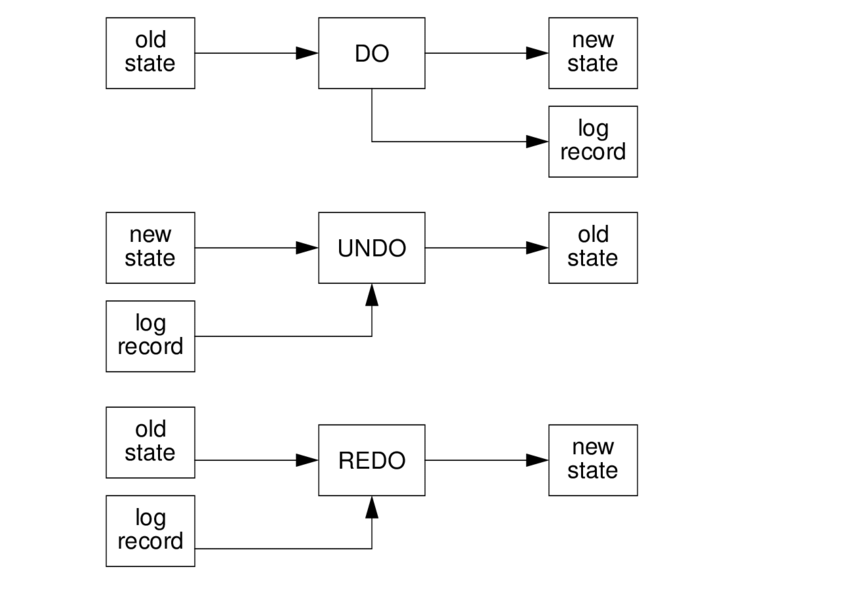 old
state
DO
new
state
log
record
new
state
UNDO
old
state
log
record
old
state
REDO
new
state
log
record